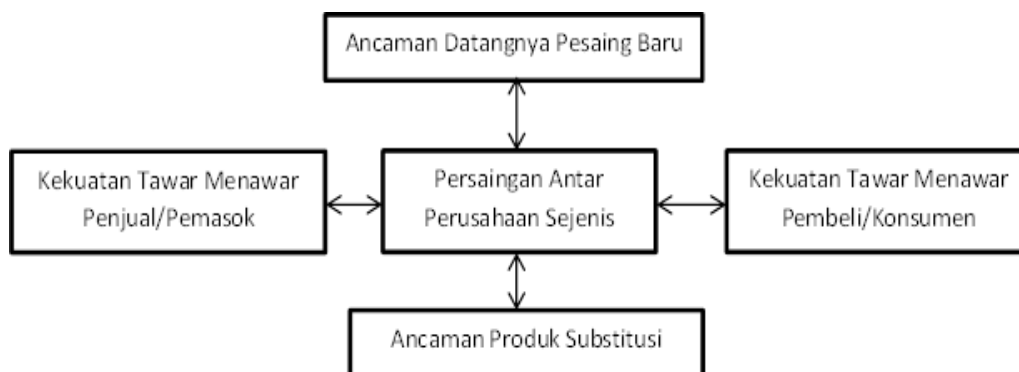 Ancaman Datangnya Pesaing Baru
Kekuatan Tawar Menawar
Penjual/Pemasok
Persaingan Antar
Perusahaan Sejenis
Kekuatan Tawar Menawar
Pembeli/Konsumen
Ancaman Produk Substitusi